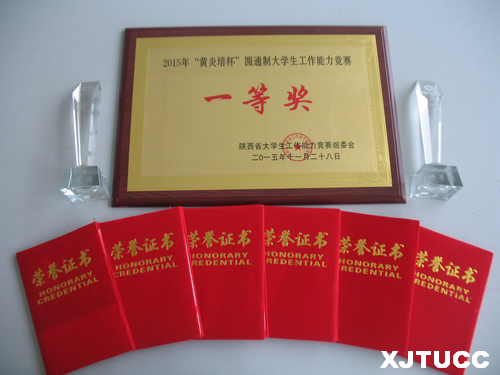 2015年“黄炎培杯”圆通制大学生工作能力竞赛
一等奖
陕西省大学生工作能力竞赛组委会
二〇一五年十一月二十八日
荣誉证书
HONORARY
CREDENTIAL
荣誉证书
HONORARY
CREDENTIAL
荣誉证书
HONORARY
CREDENTIAL
荣誉证书
HONORARY
CREDENTIAL
荣誉证书
HONORARY
CREDENTIAL
荣誉证书
HONORARY
CREDENTIAL
XJTUCC